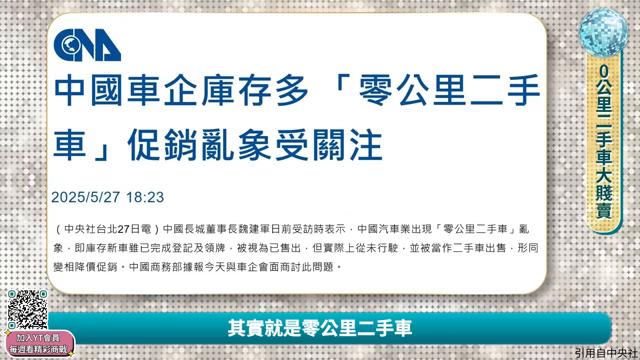 CNA
中國車企庫存多 「零公里二手
車」促銷亂象受關注
2025/5/27 18:23
（中央社台北27日電）中國長城董事長魏建軍日前受訪時表示，中國汽車業出現「零公里二手車」亂
象，即庫存新車雖已完成登記及領牌，被視為已售出，但實際上從未行駛，並被當作二手車出售，形同
變相降價促銷。中國商務部據報今天與車企會面商討此問題。
0公里二手車大賤賣
其實就是零公里二手車
加入YT會員
每週看精彩商戰
引用自中央社